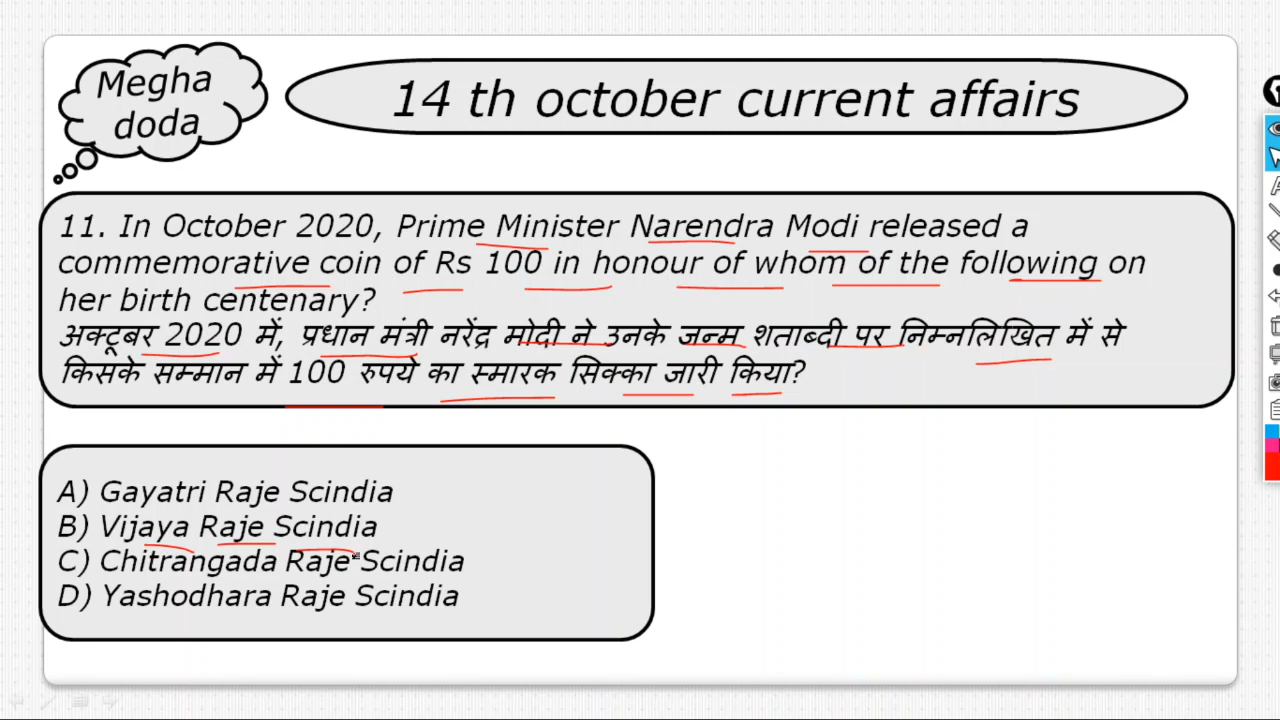 Megha
doda
14 th october current affairs
11. In October 2020, Prime Minister Narendra Modi released a
commemorative coin of Rs 100 in honour of whom of the following on
her birth centenary?
अक्टूबर 2020 में, प्रधान मंत्री नरेंद्र मोदी ने उनके जन्म शताब्दी पर निम्नलिखित में से
किसके सम्मान में 100 रुपये का स्मारक सिक्का जारी किया?
A) Gayatri Raje Scindia
B) Vijaya Raje Scindia
C) Chitrangada Raje Scindia
D) Yashodhara Raje Scindia